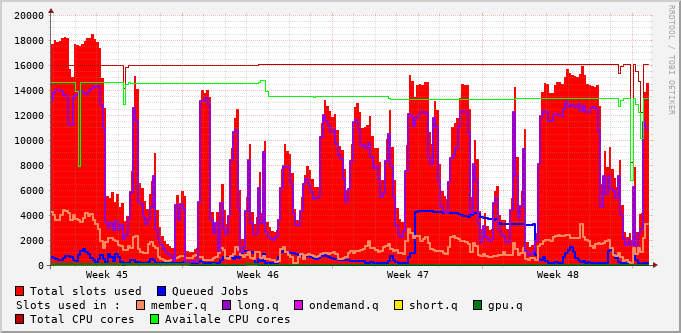 20000
18000
16000
14000
12000
10000
8000
6000
4000
2000
0
Week 45 Week 46 Week 47 Week 48
RRDTOOL / TOBI OETIKER
Total slots used Queued Jobs
Slots used in : member.q long.q ondemand.q short.q gpu.q
Total CPU cores Availale CPU cores